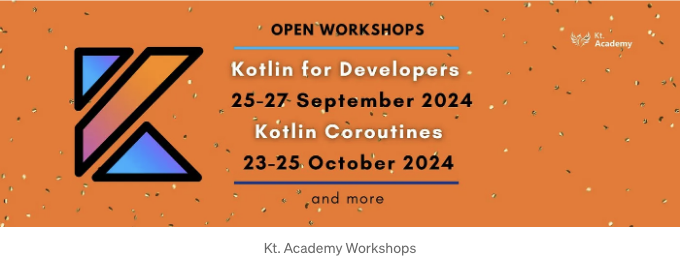 OPEN WORKSHOPS
Kt.
Academy
Kotlin for Developers
25-27 September 2024
Kotlin Coroutines
23-25 October 2024
and more
Kt. Academy Workshops